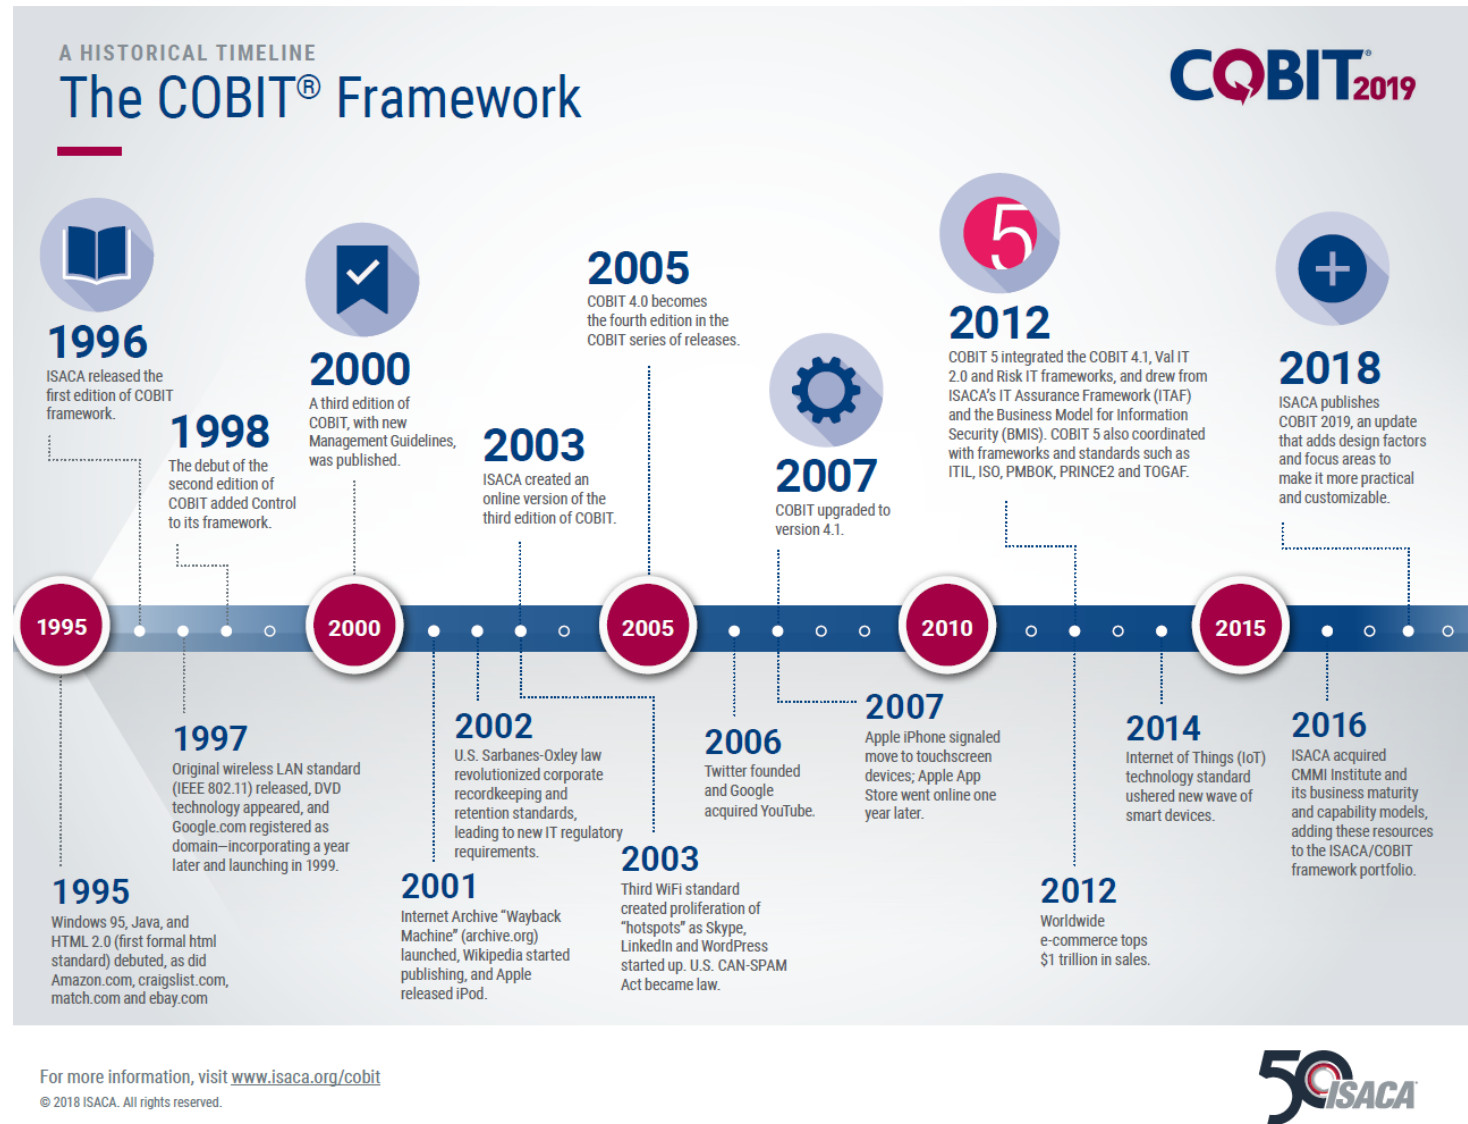 A HISTORICAL TIMELINE
The COBIT® Framework
COBIT® 2019
1996
ISACA released the
first edition of COBIT
framework.
1998
The debut of the
second edition of
COBIT added Control
to its framework.
2000
A third edition of
COBIT, with new
Management Guidelines,
was published.
2003
ISACA created an
online version of the
third edition of COBIT.
2005
COBIT 4.0 becomes
the fourth edition in the
COBIT series of releases.
2007
COBIT upgraded to
version 4.1.
5
2012
COBIT 5 integrated the COBIT 4.1, Val IT
2.0 and Risk IT frameworks, and drew from
ISACA's IT Assurance Framework (ITAF)
and the Business Model for Information
Security (BMIS). COBIT 5 also coordinated
with frameworks and standards such as
ITIL, ISO, PMBOK, PRINCE2 and TOGAF.
2018
ISACA publishes
COBIT 2019, an update
that adds design factors
and focus areas to
make it more practical
and customizable.
1995
2000
2005
2010
2015
1995
Windows 95, Java, and
HTML 2.0 (first formal html
standard) debuted, as did
Amazon.com, craigslist.com,
match.com and ebay.com
1997
Original wireless LAN standard
(IEEE 802.11) released, DVD
technology appeared, and
Google.com registered as
domain—incorporating a year
later and launching in 1999.
2001
Internet Archive “Wayback
Machine” (archive.org)
launched, Wikipedia started
publishing, and Apple
released iPod.
2002
U.S. Sarbanes-Oxley law
revolutionized corporate
recordkeeping and
retention standards,
leading to new IT regulatory
requirements.
2003
Third WiFi standard
created proliferation of
“hotspots” as Skype,
LinkedIn and WordPress
started up. U.S. CAN-SPAM
Act became law.
2006
Twitter founded
and Google
acquired YouTube.
2007
Apple iPhone signaled
move to touchscreen
devices; Apple App
Store went online one
year later.
2012
Worldwide
e-commerce tops
$1 trillion in sales.
2014
Internet of Things (IoT)
technology standard
ushered new wave of
smart devices.
2016
ISACA acquired
CMMI Institute and
its business maturity
and capability models,
adding these resources
to the ISACA/COBIT
framework portfolio.
For more information, visit www.isaca.org/cobit
© 2018 ISACA. All rights reserved.
50 ISACA